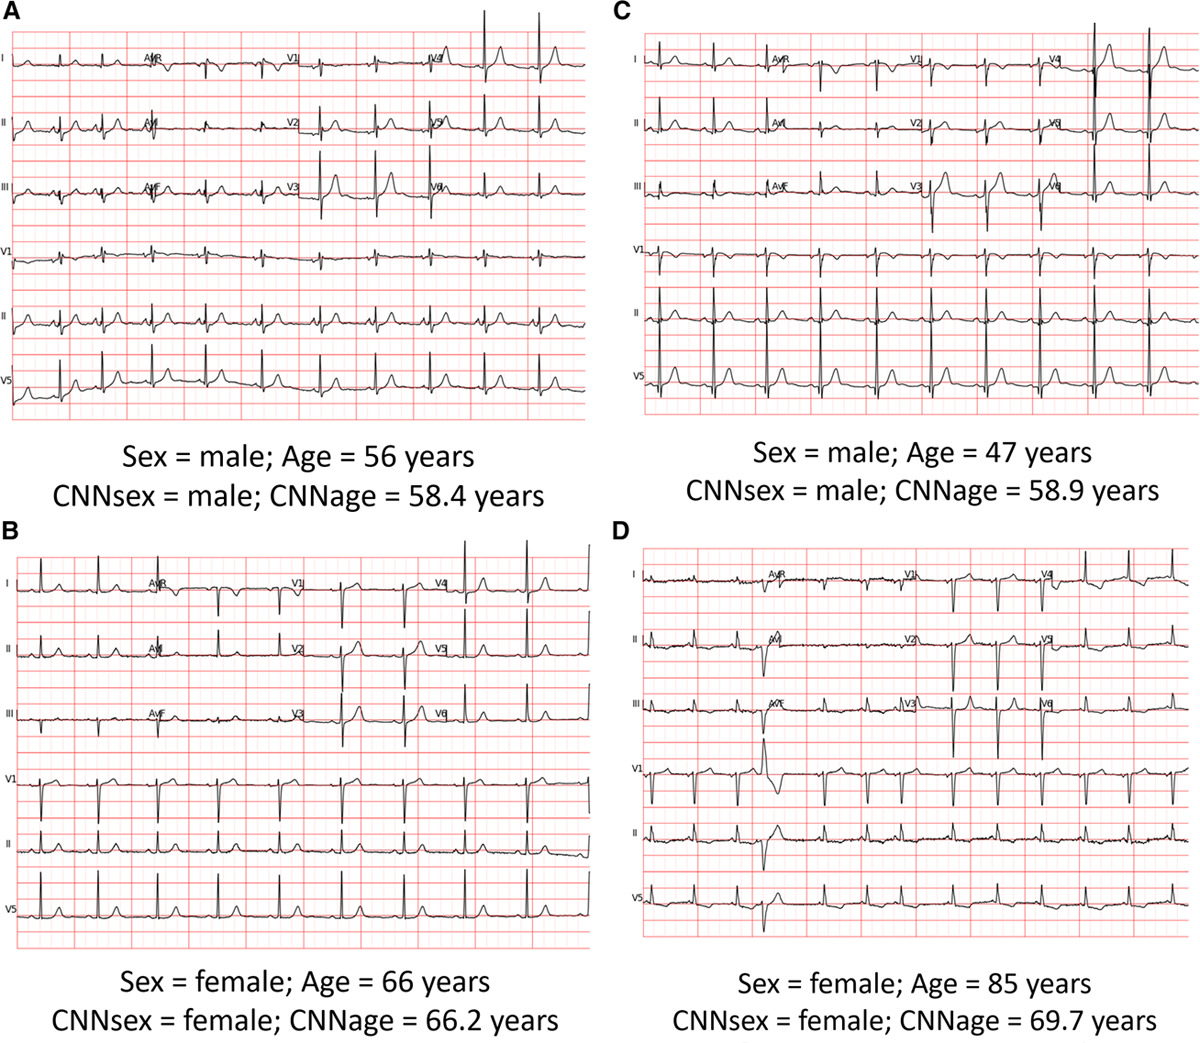 A
I AvR V1 V4
II Avl V2 V5
III AvF V3 V6
V1
II
V5
Sex = male; Age = 56 years
CNNsex = male; CNNage = 58.4 years
B
I AvR V1 V4
II Avl V2 V5
III AvF V3 V6
V1
II
V5
Sex = female; Age = 66 years
CNNsex = female; CNNage = 66.2 years
C
I AvR V1 V4
II Avl V2 V5
III AvF V3 V6
V1
II
V5
Sex = male; Age = 47 years
CNNsex = male; CNNage = 58.9 years
D
I AvR V1 V4
II Avl V2 V5
III AvF V3 V6
V1
II
V5
Sex = female; Age = 85 years
CNNsex = female; CNNage = 69.7 years